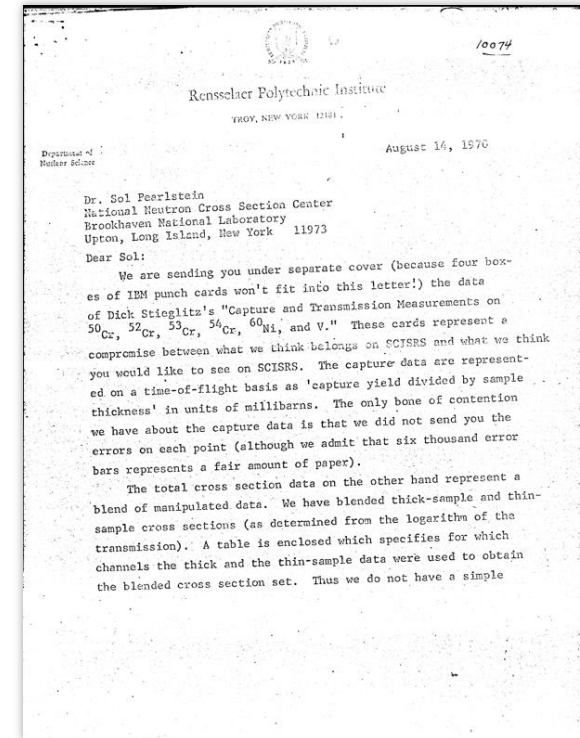 10074
Rensselaer Polytechnic Institute
TROY, NEW YORK 12181.
Department of
Nuclear Science
August 14, 1970
Dr. Sol Pearlstein
National Neutron Cross Section Center
Brookhaven National Laboratory
Upton, Long Island, New York 11973
Dear Sol:
We are sending you under separate cover (because four box-
es of IBM punch cards won't fit into this letter!) the data
of Dick Stieglitz's "Capture and Transmission Measurements on
⁵⁰Cr, ⁵²Cr, ⁵³Cr, ⁵⁴Cr, ⁶⁰Ni, and V." These cards represent a
compromise between what we think belongs on SCISRS and what we think
you would like to see on SCISRS. The capture data are represent-
ed on a time-of-flight basis as 'capture yield divided by sample
thickness' in units of millibarns. The only bone of contention
we have about the capture data is that we did not send you the
errors on each point (although we admit that six thousand error
bars represents a fair amount of paper).
The total cross section data on the other hand represent a
blend of manipulated data. We have blended thick-sample and thin-
sample cross sections (as determined from the logarithm of the
transmission). A table is enclosed which specifies for which
channels the thick and the thin-sample data were used to obtain
the blended cross section set. Thus we do not have a simple